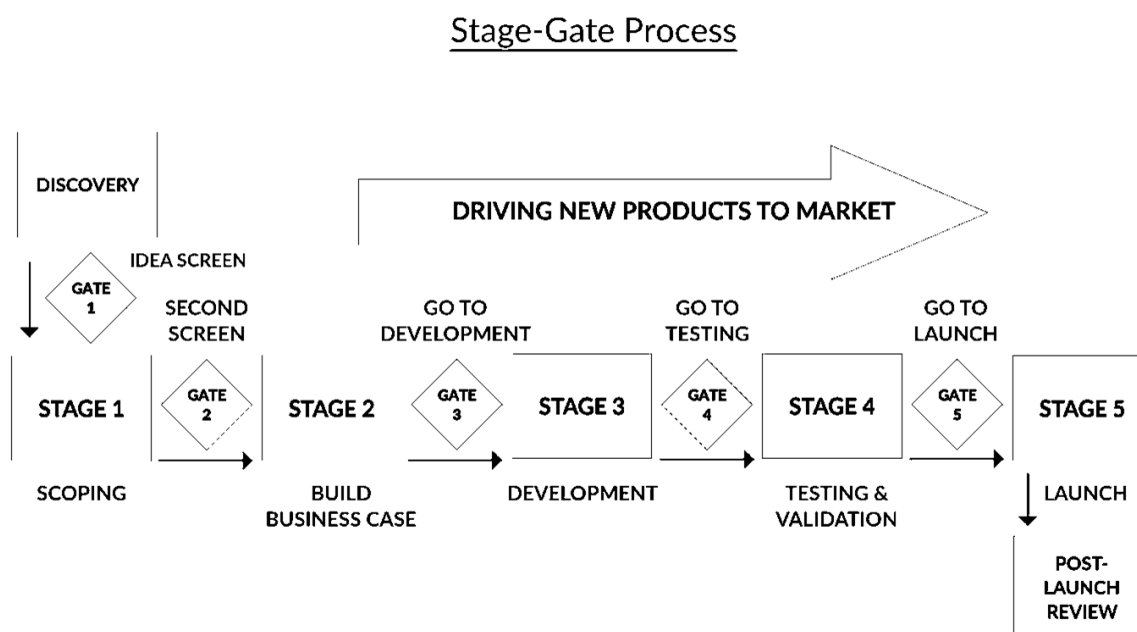 Stage-Gate Process
DISCOVERY
DRIVING NEW PRODUCTS TO MARKET
IDEA SCREEN
GATE
1
SECOND
SCREEN
GO TO
DEVELOPMENT
GO TO
TESTING
GO TO
LAUNCH
STAGE 1
GATE
2
STAGE 2
GATE
3
STAGE 3
GATE
4
STAGE 4
GATE
5
STAGE 5
SCOPING
BUILD
BUSINESS CASE
DEVELOPMENT
TESTING &
VALIDATION
LAUNCH
POST-
LAUNCH
REVIEW